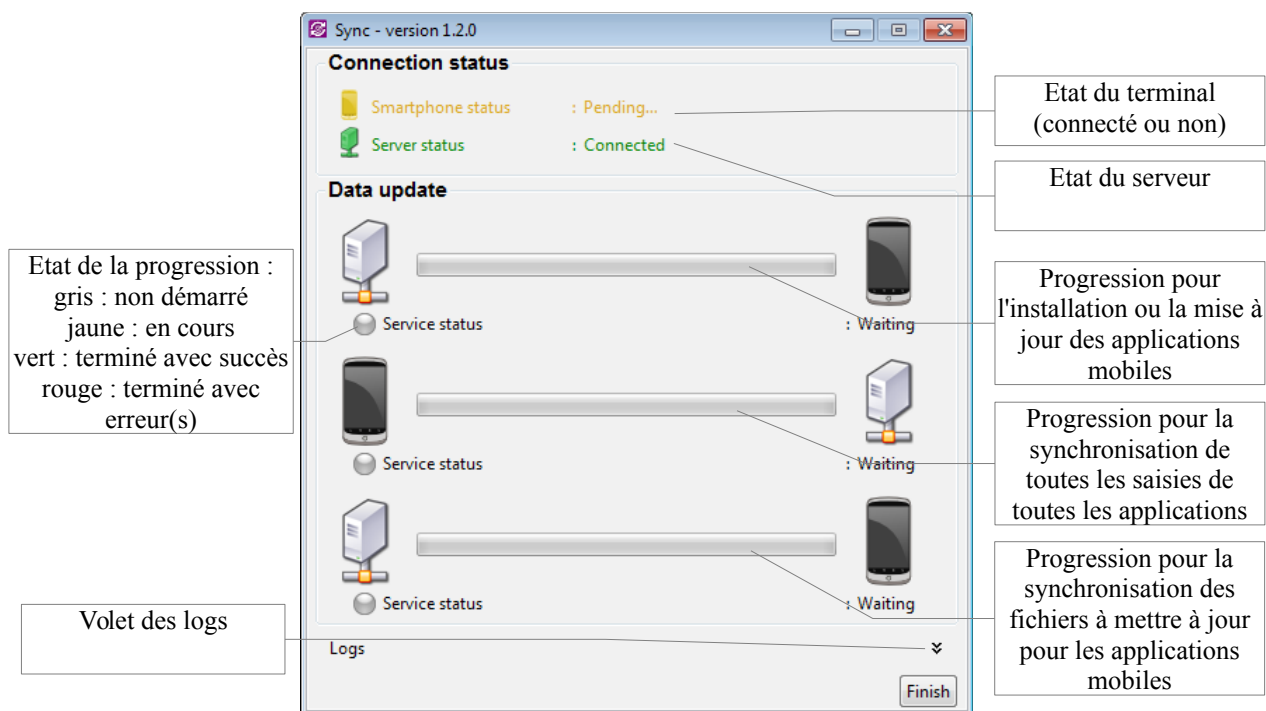 Sync - version 1.2.0
Connection status
Smartphone status : Pending...
Server status : Connected
Data update
Service status : Waiting
Service status : Waiting
Service status : Waiting
Logs
Finish
Etat de la progression :
gris : non démarré
jaune : en cours
vert : terminé avec succès
rouge : terminé avec
erreur(s)
Volet des logs
Etat du terminal
(connecté ou non)
Etat du serveur
Progression pour
l'installation ou la mise à
jour des applications
mobiles
Progression pour la
synchronisation de
toutes les saisies de
toutes les applications
Progression pour la
synchronisation des
fichiers à mettre à jour
pour les applications
mobiles